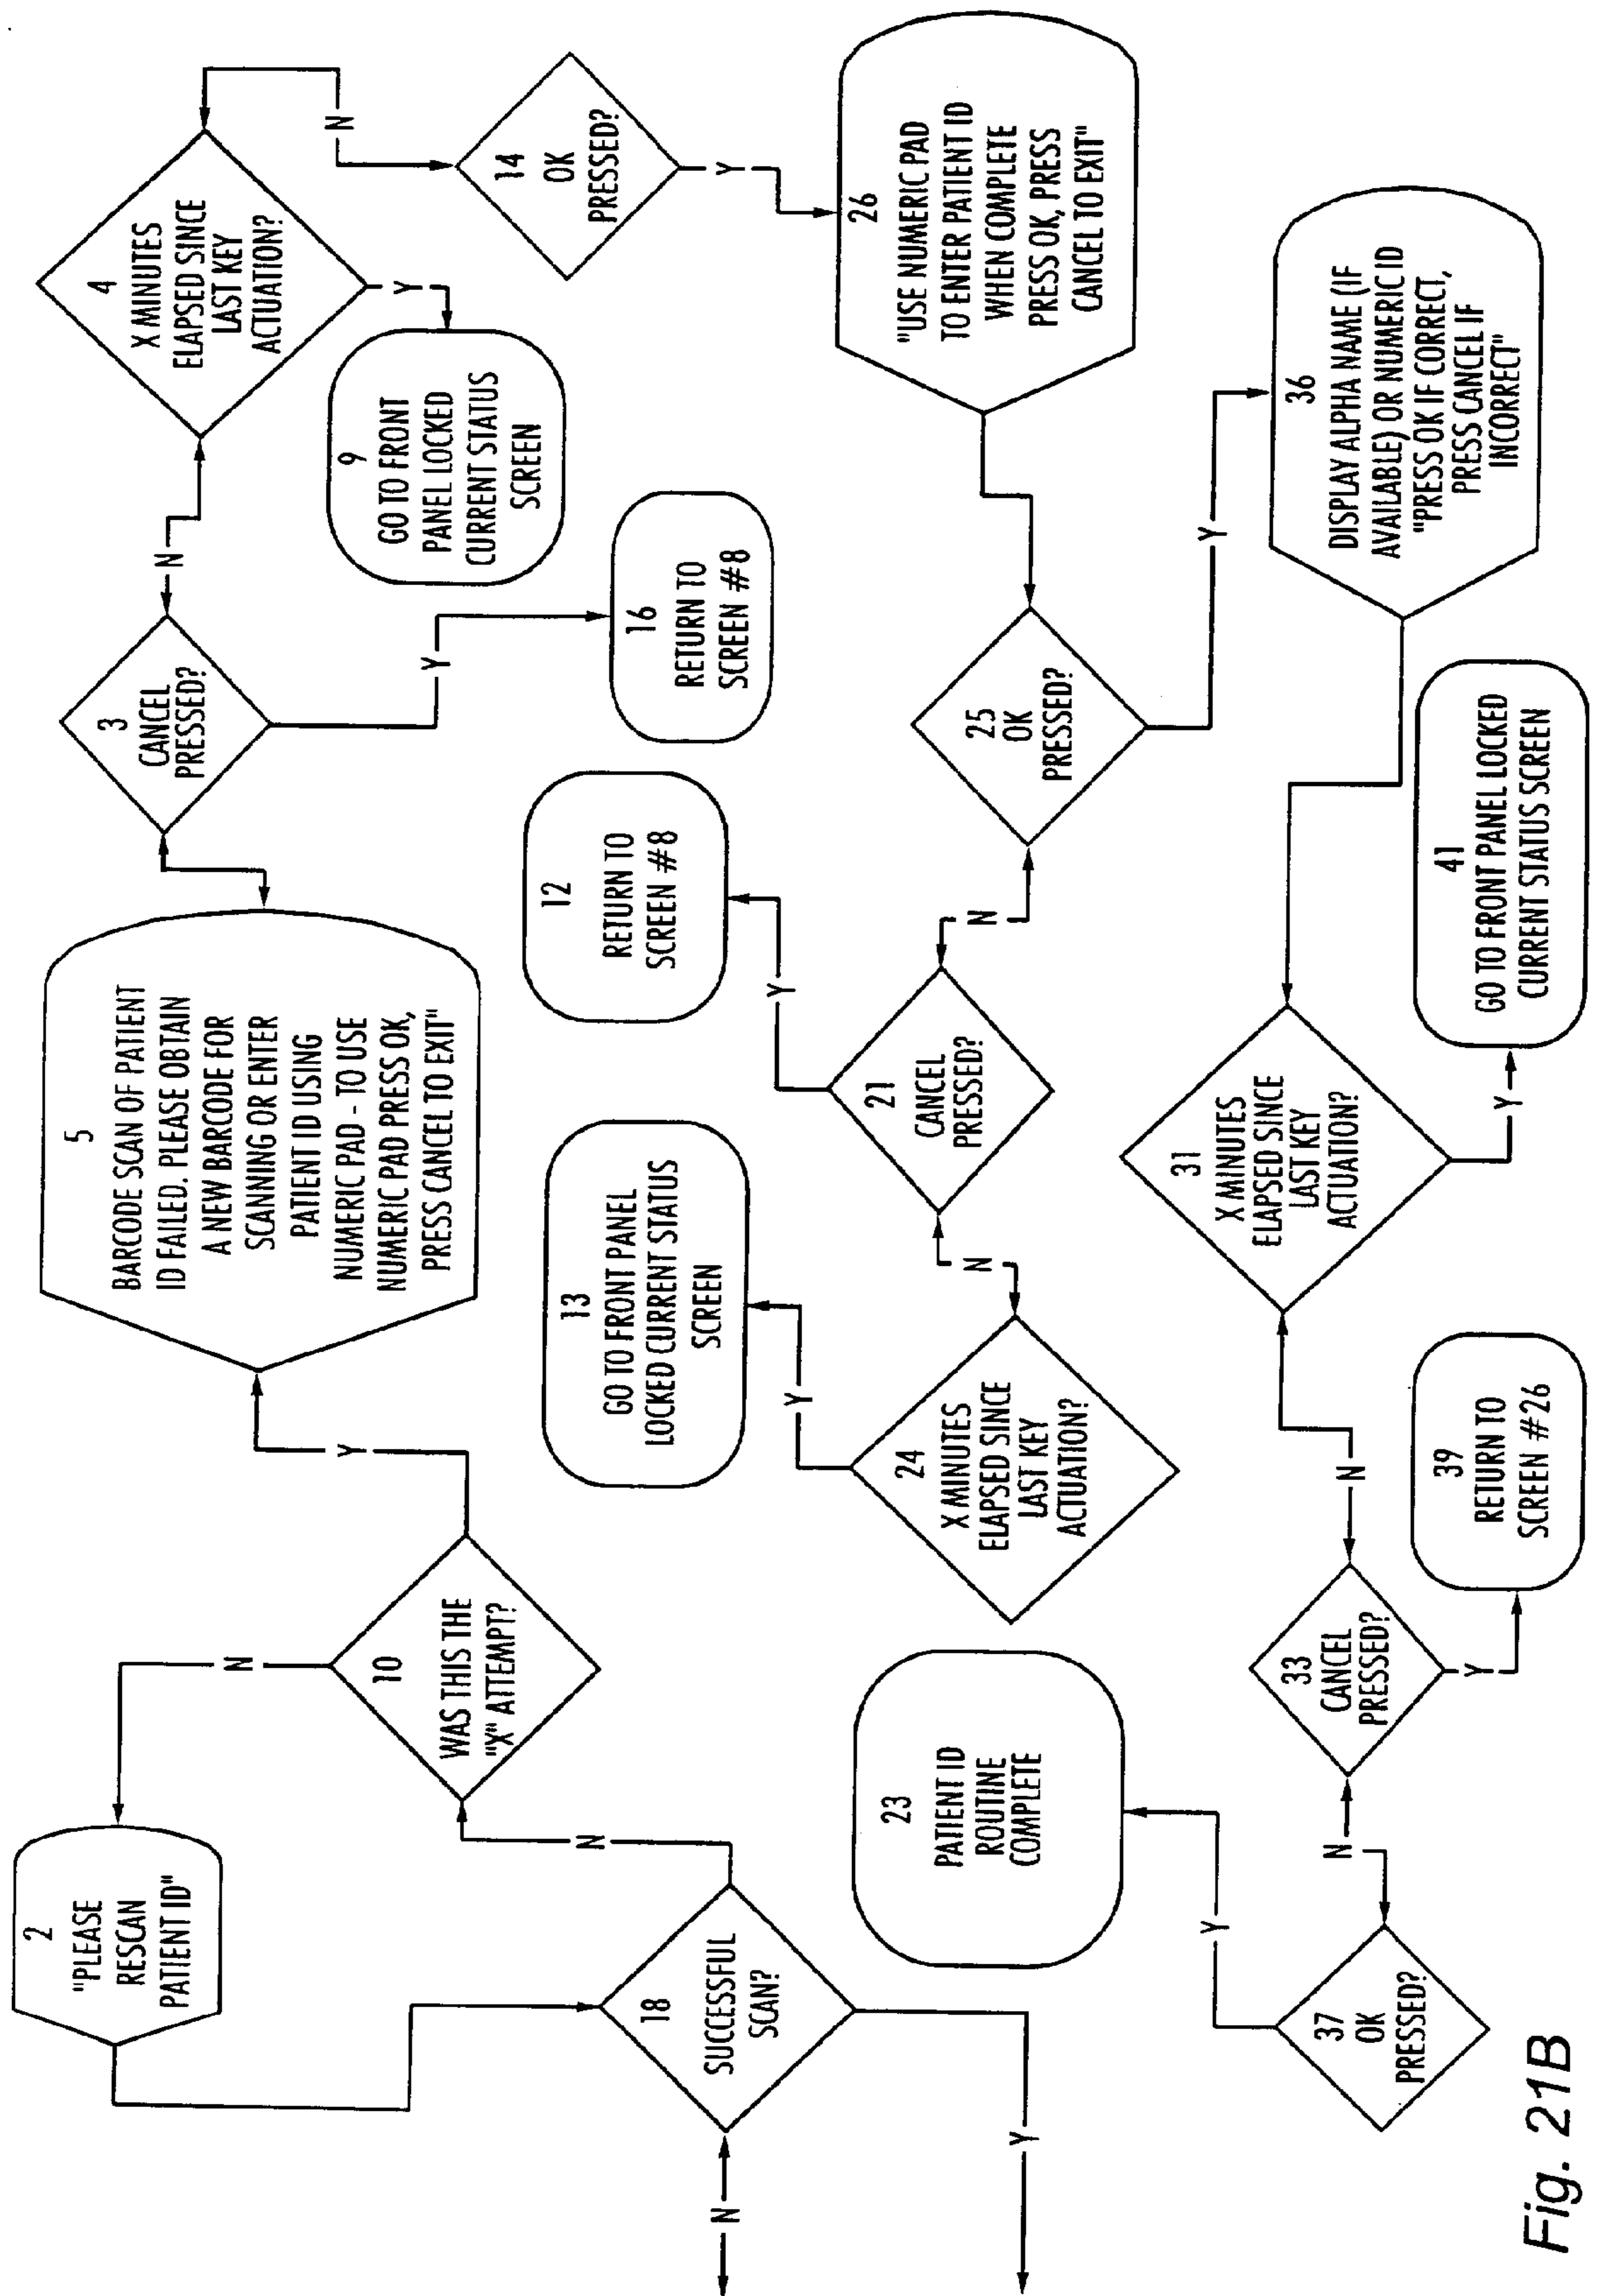 2
"PLEASE
RESCAN
PATIENT ID"
18
SUCCESSFUL
SCAN?
N
Y
N
10
WAS THIS THE
"X" ATTEMPT?
N
Y
5
BARCODE SCAN OF PATIENT
ID FAILED. PLEASE OBTAIN
A NEW BARCODE FOR
SCANNING OR ENTER
PATIENT ID USING
NUMERIC PAD - TO USE
NUMERIC PAD PRESS OK,
PRESS CANCEL TO EXIT"
3
CANCEL
PRESSED?
N
Y
16
RETURN TO
SCREEN #8
4
X MINUTES
ELAPSED SINCE
LAST KEY
ACTUATION?
Y
N
9
GO TO FRONT
PANEL LOCKED
CURRENT STATUS
SCREEN
14
OK
PRESSED?
Y
26
"USE NUMERIC PAD
TO ENTER PATIENT ID
WHEN COMPLETE
PRESS OK, PRESS
CANCEL TO EXIT"
25
OK
PRESSED?
N
Y
21
CANCEL
PRESSED?
Y
N
12
RETURN TO
SCREEN #8
24
X MINUTES
ELAPSED SINCE
LAST KEY
ACTUATION?
Y
13
GO TO FRONT PANEL
LOCKED CURRENT STATUS
SCREEN
36
DISPLAY ALPHA NAME (IF
AVAILABLE) OR NUMERIC ID
"PRESS OK IF CORRECT,
PRESS CANCEL IF
INCORRECT"
31
X MINUTES
ELAPSED SINCE
LAST KEY
ACTUATION?
Y
N
41
GO TO FRONT PANEL LOCKED
CURRENT STATUS SCREEN
33
CANCEL
PRESSED?
Y
N
39
RETURN TO
SCREEN #26
37
OK
PRESSED?
Y
23
PATIENT ID
ROUTINE
COMPLETE
Fig. 21B